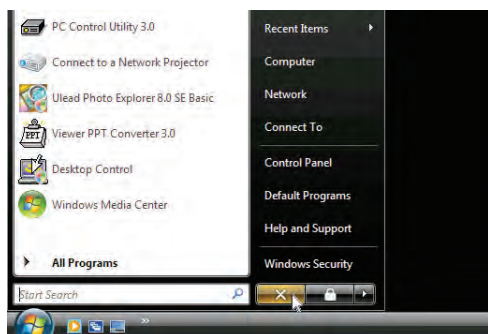 PC Control Utility 3.0
Connect to a Network Projector
Ulead Photo Explorer 8.0 SE Basic
PPT
Viewer PPT Converter 3.0
Desktop Control
Windows Media Center
All Programs
Start Search
Recent Items
Computer
Network
Connect To
Control Panel
Default Programs
Help and Support
Windows Security